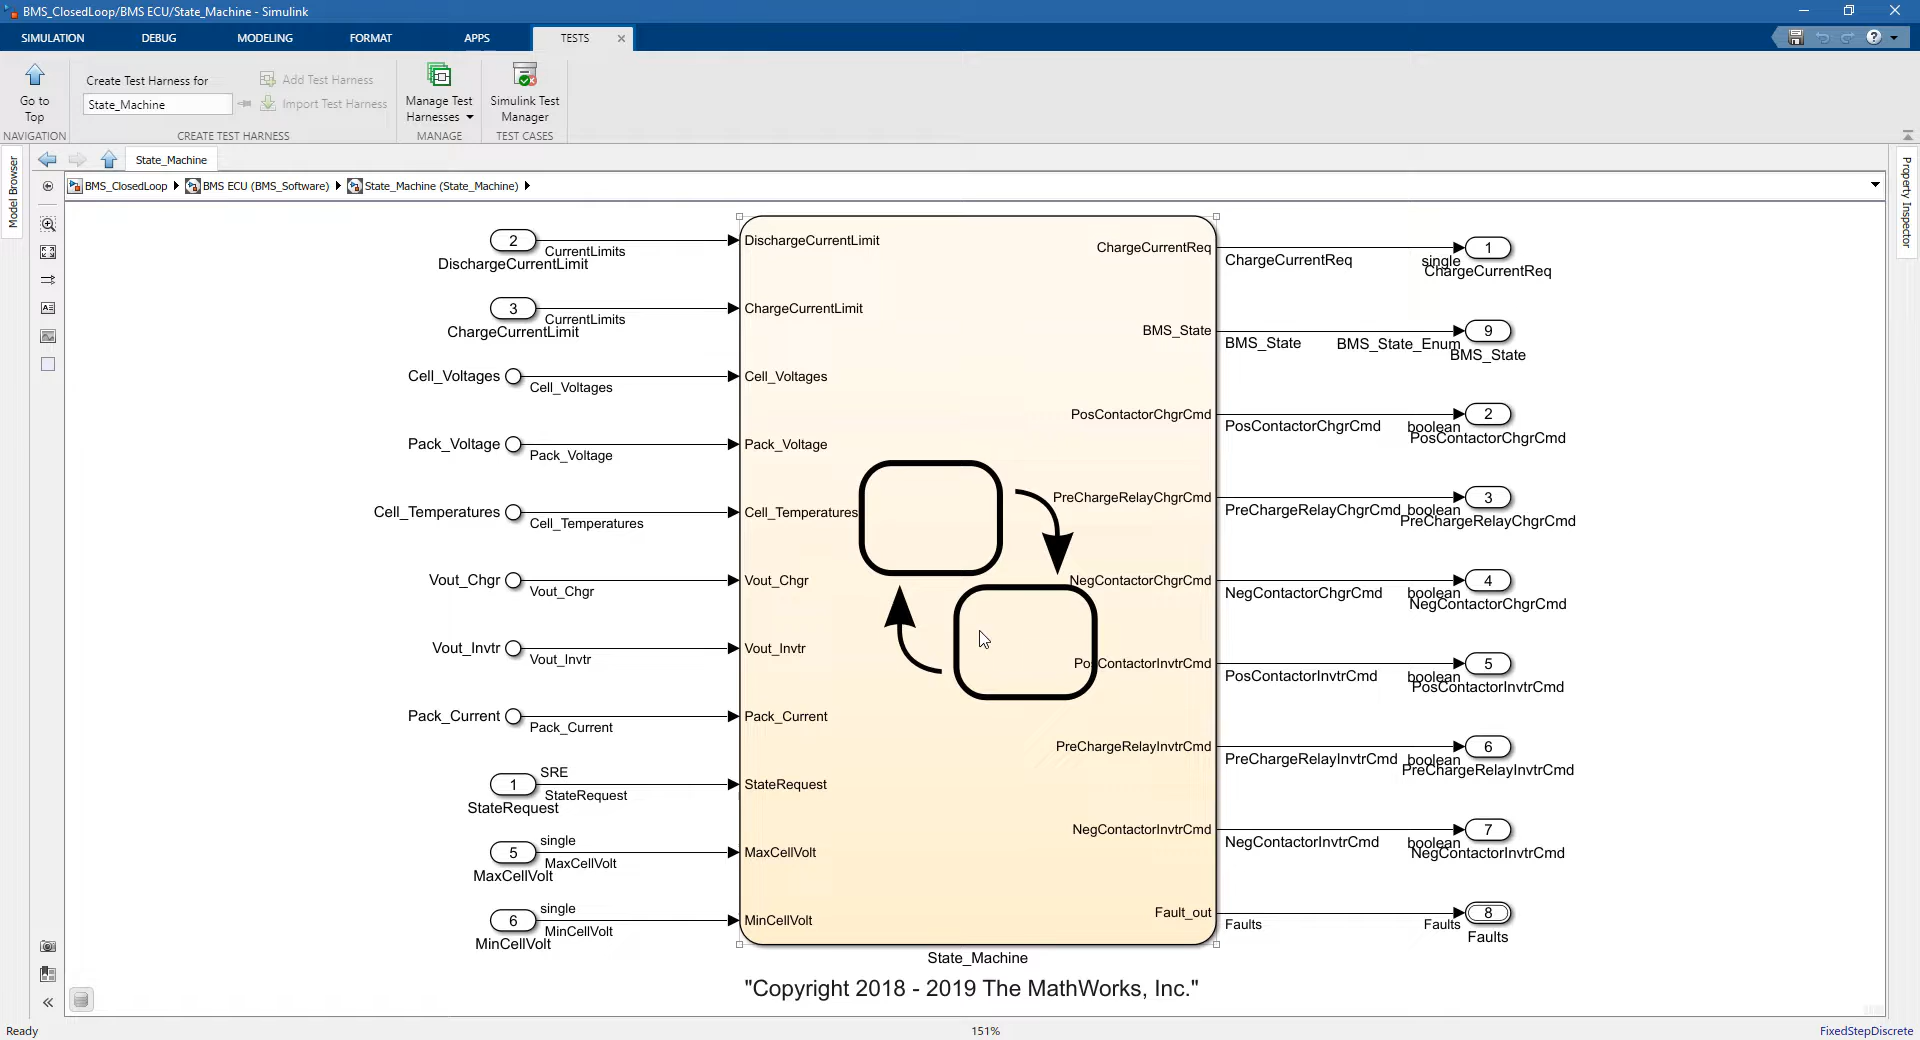 BMS_ClosedLoop/BMS ECU/State_Machine - Simulink
SIMULATION DEBUG MODELING FORMAT APPS TESTS
Go to Top
NAVIGATION
Create Test Harness for
State_Machine
Add Test Harness
Import Test Harness
CREATE TEST HARNESS
Manage Test Harnesses
MANAGE
Simulink Test Manager
TEST CASES
Model Browser
Property Inspector
State_Machine
BMS_ClosedLoop BMS ECU (BMS_Software) State_Machine (State_Machine)
2
CurrentLimits
DischargeCurrentLimit
3
CurrentLimits
ChargeCurrentLimit
Cell_Voltages
Cell_Voltages
Pack_Voltage
Pack_Voltage
Cell_Temperatures
Cell_Temperatures
Vout_Chgr
Vout_Chgr
Vout_Invtr
Vout_Invtr
Pack_Current
Pack_Current
1
SRE
StateRequest
StateRequest
5
single
MaxCellVolt
MaxCellVolt
6
single
MinCellVolt
MinCellVolt
DischargeCurrentLimit
ChargeCurrentLimit
Cell_Voltages
Pack_Voltage
Cell_Temperatures
Vout_Chgr
Vout_Invtr
Pack_Current
StateRequest
MaxCellVolt
MinCellVolt
ChargeCurrentReq
BMS_State
PosContactorChgrCmd
PreChargeRelayChgrCmd
NegContactorChgrCmd
PosContactorInvtrCmd
PreChargeRelayInvtrCmd
NegContactorInvtrCmd
Fault_out
ChargeCurrentReq
single
1
ChargeCurrentReq
BMS_State
BMS_State_Enum
9
BMS_State
PosContactorChgrCmd
boolean
2
PosContactorChgrCmd
PreChargeRelayChgrCmd
boolean
3
PreChargeRelayChgrCmd
NegContactorChgrCmd
boolean
4
NegContactorChgrCmd
PosContactorInvtrCmd
boolean
5
PosContactorInvtrCmd
PreChargeRelayInvtrCmd
boolean
6
PreChargeRelayInvtrCmd
NegContactorInvtrCmd
boolean
7
NegContactorInvtrCmd
Faults
Faults
8
Faults
State_Machine
"Copyright 2018 - 2019 The MathWorks, Inc."
Ready
151%
FixedStepDiscrete